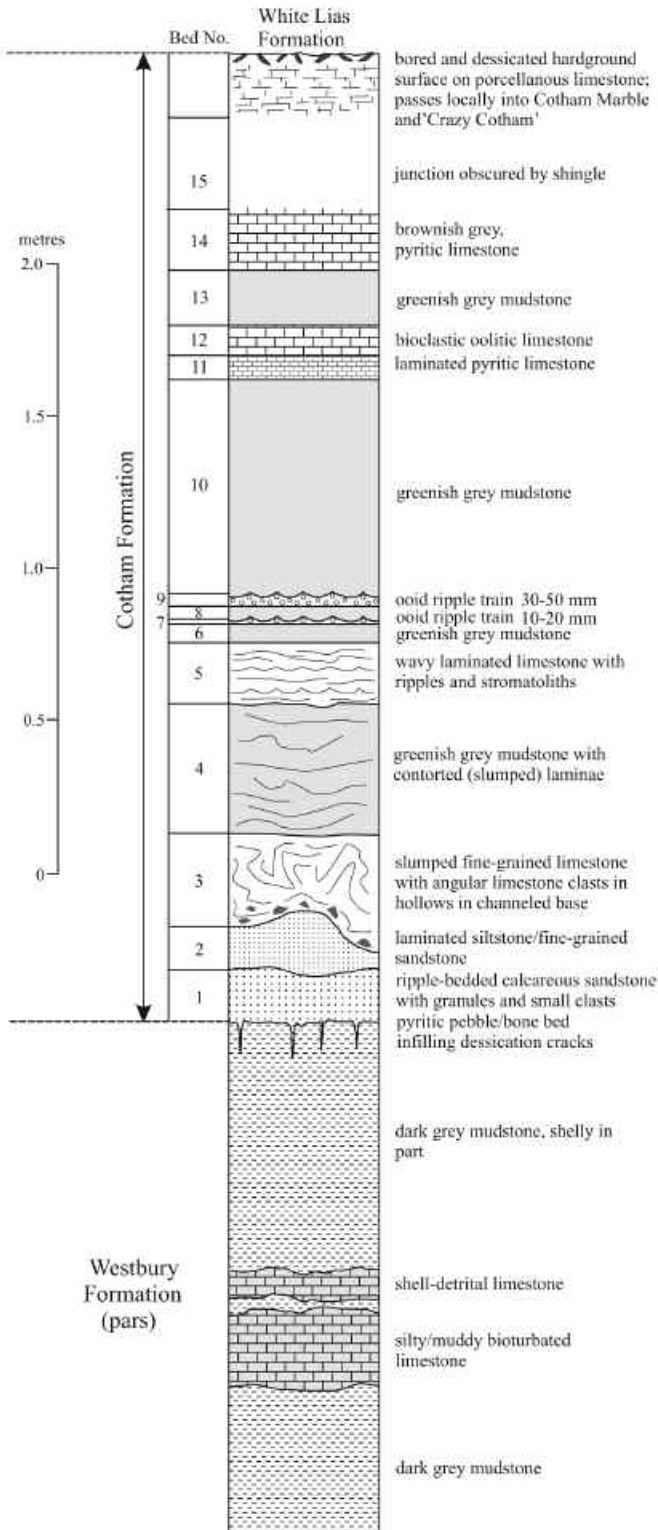 White Lias
Formation
Bed No.
bored and dessicated hardground
surface on porcellanous limestone;
passes locally into Cotham Marble
and'Crazy Cotham'
15
junction obscured by shingle
14
brownish grey,
pyritic limestone
metres
2.0
13
greenish grey mudstone
12
bioclastic oolitic limestone
11
laminated pyritic limestone
1.5
10
greenish grey mudstone
Cotham Formation
1.0
9
ooid ripple train 30-50 mm
8
ooid ripple train 10-20 mm
7
6
greenish grey mudstone
5
wavy laminated limestone with
ripples and stromatoliths
0.5
4
greenish grey mudstone with
contorted (slumped) laminae
0
3
slumped fine-grained limestone
with angular limestone clasts in
hollows in channeled base
2
laminated siltstone/fine-grained
sandstone
1
ripple-bedded calcareous sandstone
with granules and small clasts
pyritic pebble/bone bed
infilling dessication cracks
dark grey mudstone, shelly in
part
Westbury
Formation
(pars)
shell-detrital limestone
silty/muddy bioturbated
limestone
dark grey mudstone